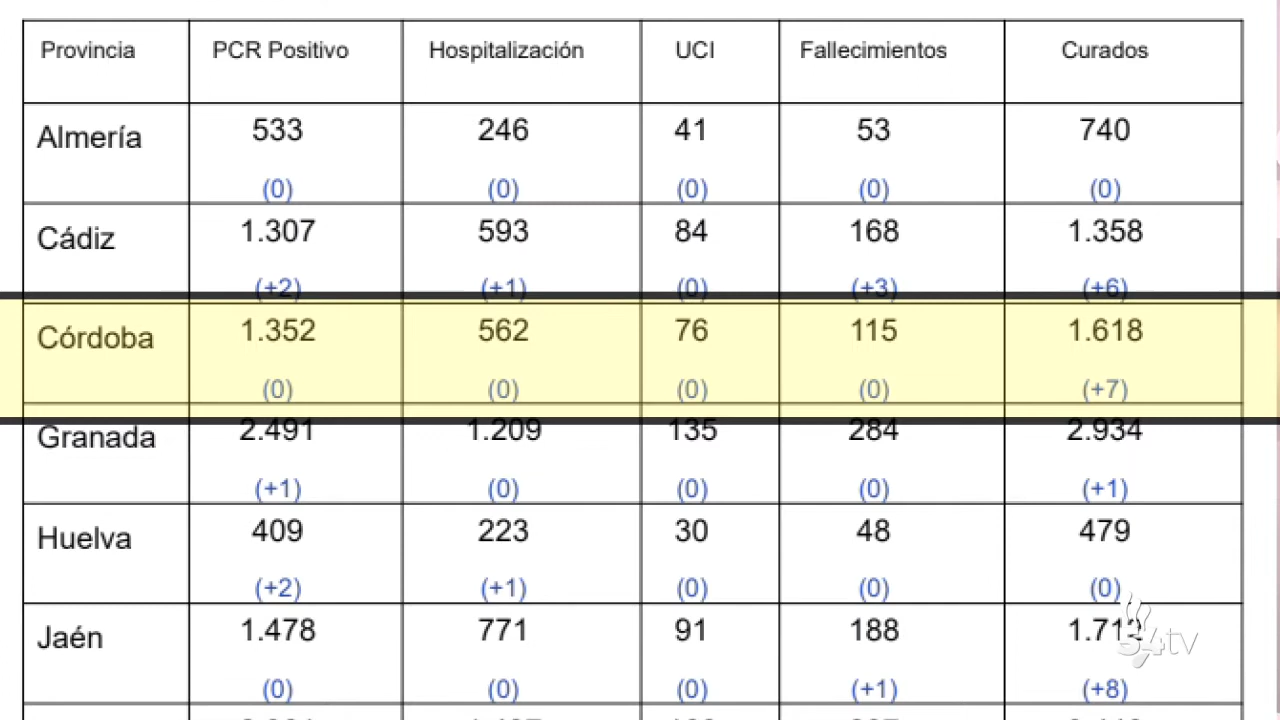 Provincia PCR Positivo Hospitalización UCI Fallecimientos Curados
Almería 533 246 41 53 740
(0) (0) (0) (0) (0)
Cádiz 1.307 593 84 168 1.358
(+2) (+1) (0) (+3) (+6)
Córdoba 1.352 562 76 115 1.618
(0) (0) (0) (0) (+7)
Granada 2.491 1.209 135 284 2.934
(+1) (0) (0) (0) (+1)
Huelva 409 223 30 48 479
(+2) (+1) (0) (0) (0)
Jaén 1.478 771 91 188 1.712
54tv
(0) (0) (0) (+1) (+8)